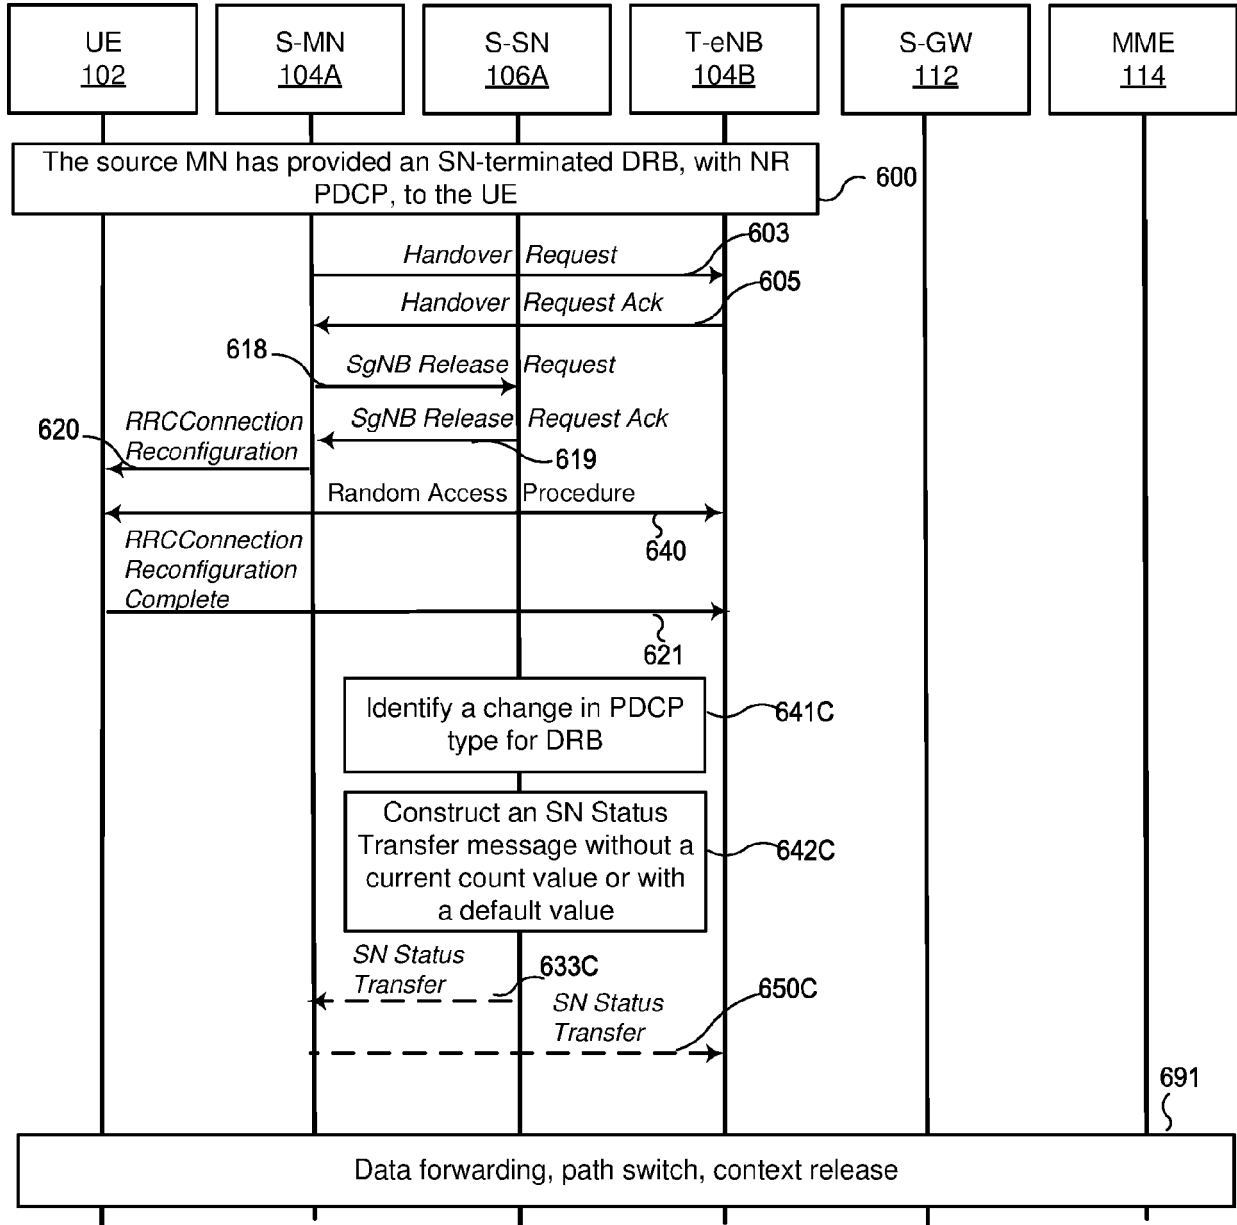 UE
102
S-MN
104A
S-SN
106A
T-eNB
104B
S-GW
112
MME
114
The source MN has provided an SN-terminated DRB, with NR
PDCP, to the UE
600
603
Handover Request
605
Handover Request Ack
618
SgNB Release Request
620
RRCConnection
Reconfiguration
SgNB Release Request Ack
619
Random Access Procedure
640
RRCConnection
Reconfiguration
Complete
621
Identify a change in PDCP
type for DRB
641C
Construct an SN Status
Transfer message without a
current count value or with
a default value
642C
SN Status
Transfer
633C
SN Status
Transfer
650C
691
Data forwarding, path switch, context release